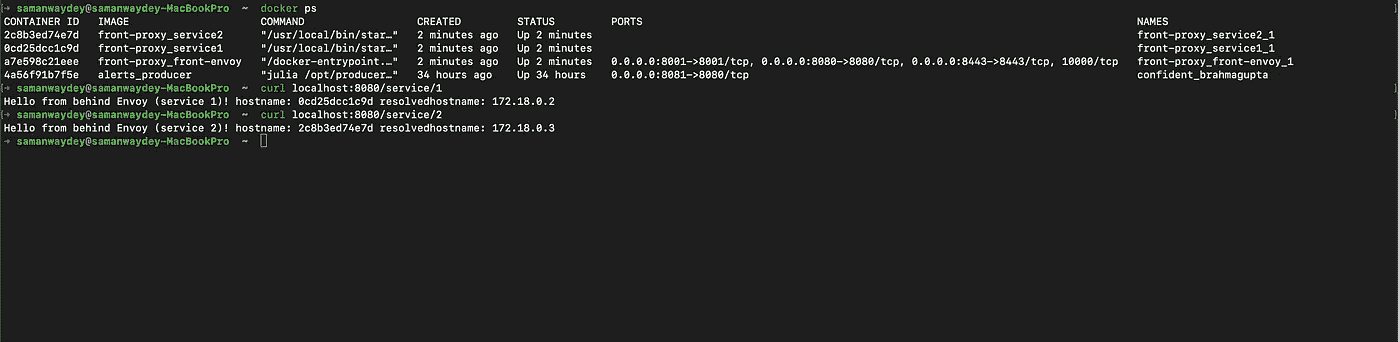 → samanwaydey@samanwaydey-MacBookPro ~ docker ps
CONTAINER ID IMAGE COMMAND CREATED STATUS PORTS NAMES
2c8b3ed74e7d front-proxy_service2 "/usr/local/bin/star…" 2 minutes ago Up 2 minutes front-proxy_service2_1
0cd25dcc1c9d front-proxy_service1 "/usr/local/bin/star…" 2 minutes ago Up 2 minutes front-proxy_service1_1
a7e598c21eee front-proxy_front-envoy "/docker-entrypoint.…" 2 minutes ago Up 2 minutes 0.0.0.0:8001->8001/tcp, 0.0.0.0:8080->8080/tcp, 0.0.0.0:8443->8443/tcp, 10000/tcp front-proxy_front-envoy_1
4a56f91b7f5e alerts_producer "julia /opt/producer…" 34 hours ago Up 34 hours 0.0.0.0:8081->8080/tcp confident_brahmagupta
→ samanwaydey@samanwaydey-MacBookPro ~ curl localhost:8080/service/1
Hello from behind Envoy (service 1)! hostname: 0cd25dcc1c9d resolvedhostname: 172.18.0.2
→ samanwaydey@samanwaydey-MacBookPro ~ curl localhost:8080/service/2
Hello from behind Envoy (service 2)! hostname: 2c8b3ed74e7d resolvedhostname: 172.18.0.3
→ samanwaydey@samanwaydey-MacBookPro ~